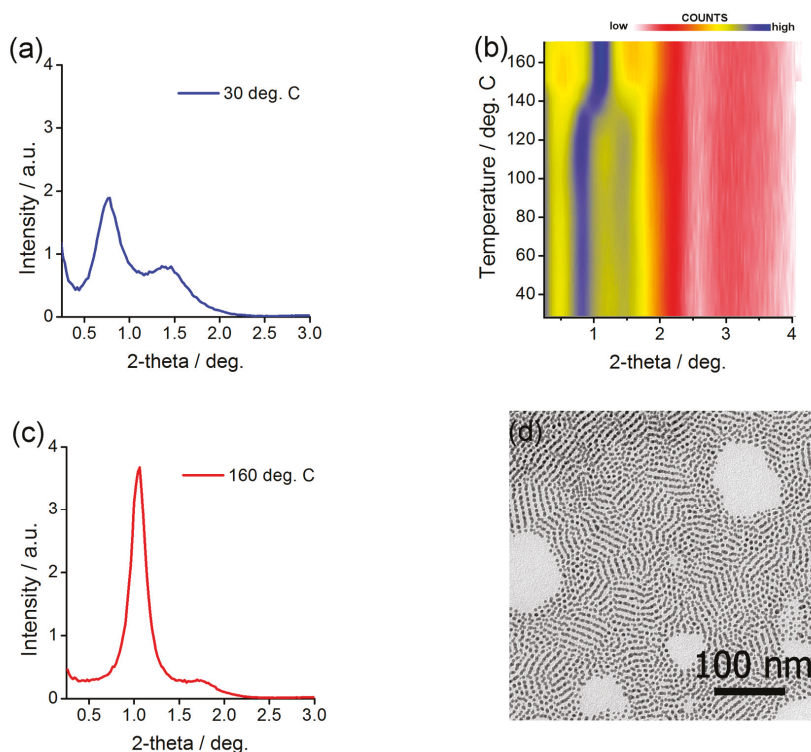 (a)
30 deg. C
4
3
2
1
0
Intensity / a.u.
0.5 1.0 1.5 2.0 2.5 3.0
2-theta / deg.
COUNTS
low high
(b)
160
140
120
100
80
60
40
Temperature / deg. C
1 2 3 4
2-theta / deg.
(c)
160 deg. C
4
3
2
1
0
Intensity / a.u.
0.5 1.0 1.5 2.0 2.5 3.0
2-theta / deg.
(d)
100 nm